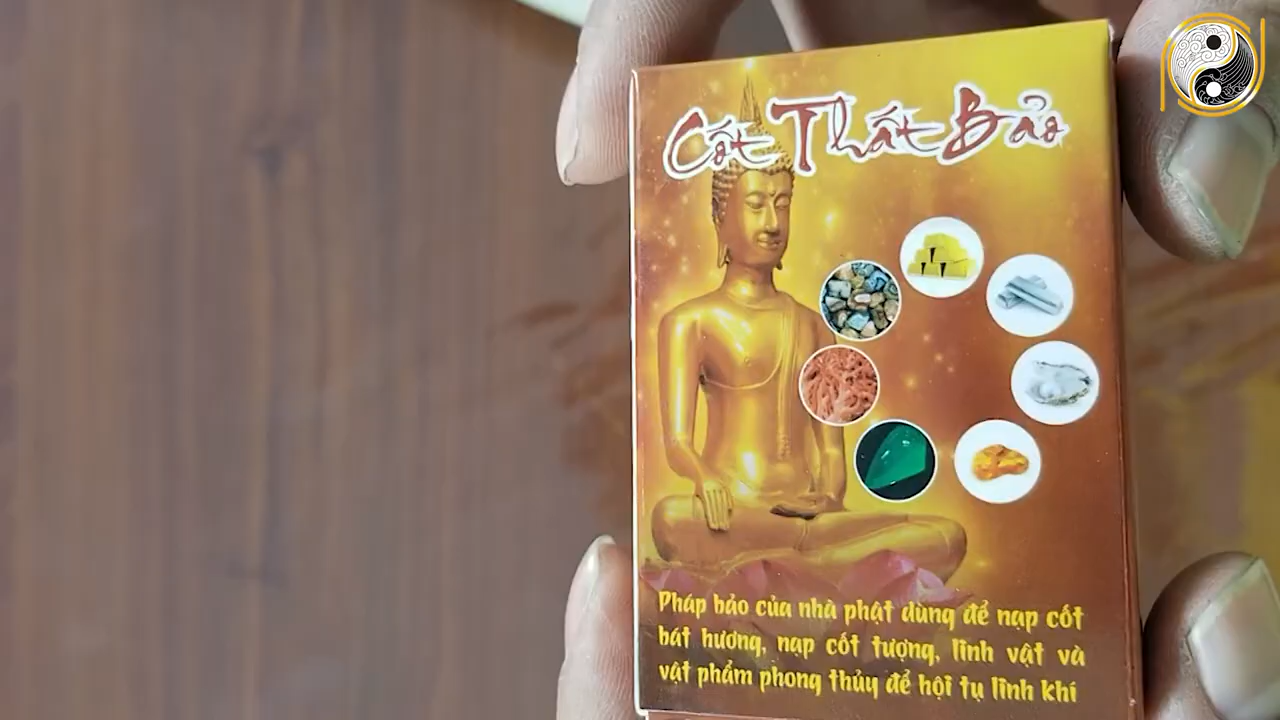 Cốt Thất Bảo
Pháp bảo của nhà phật dùng để nạp cốt
bát hương, nạp cốt tượng, linh vật và
vật phẩm phong thủy để hội tụ linh khí